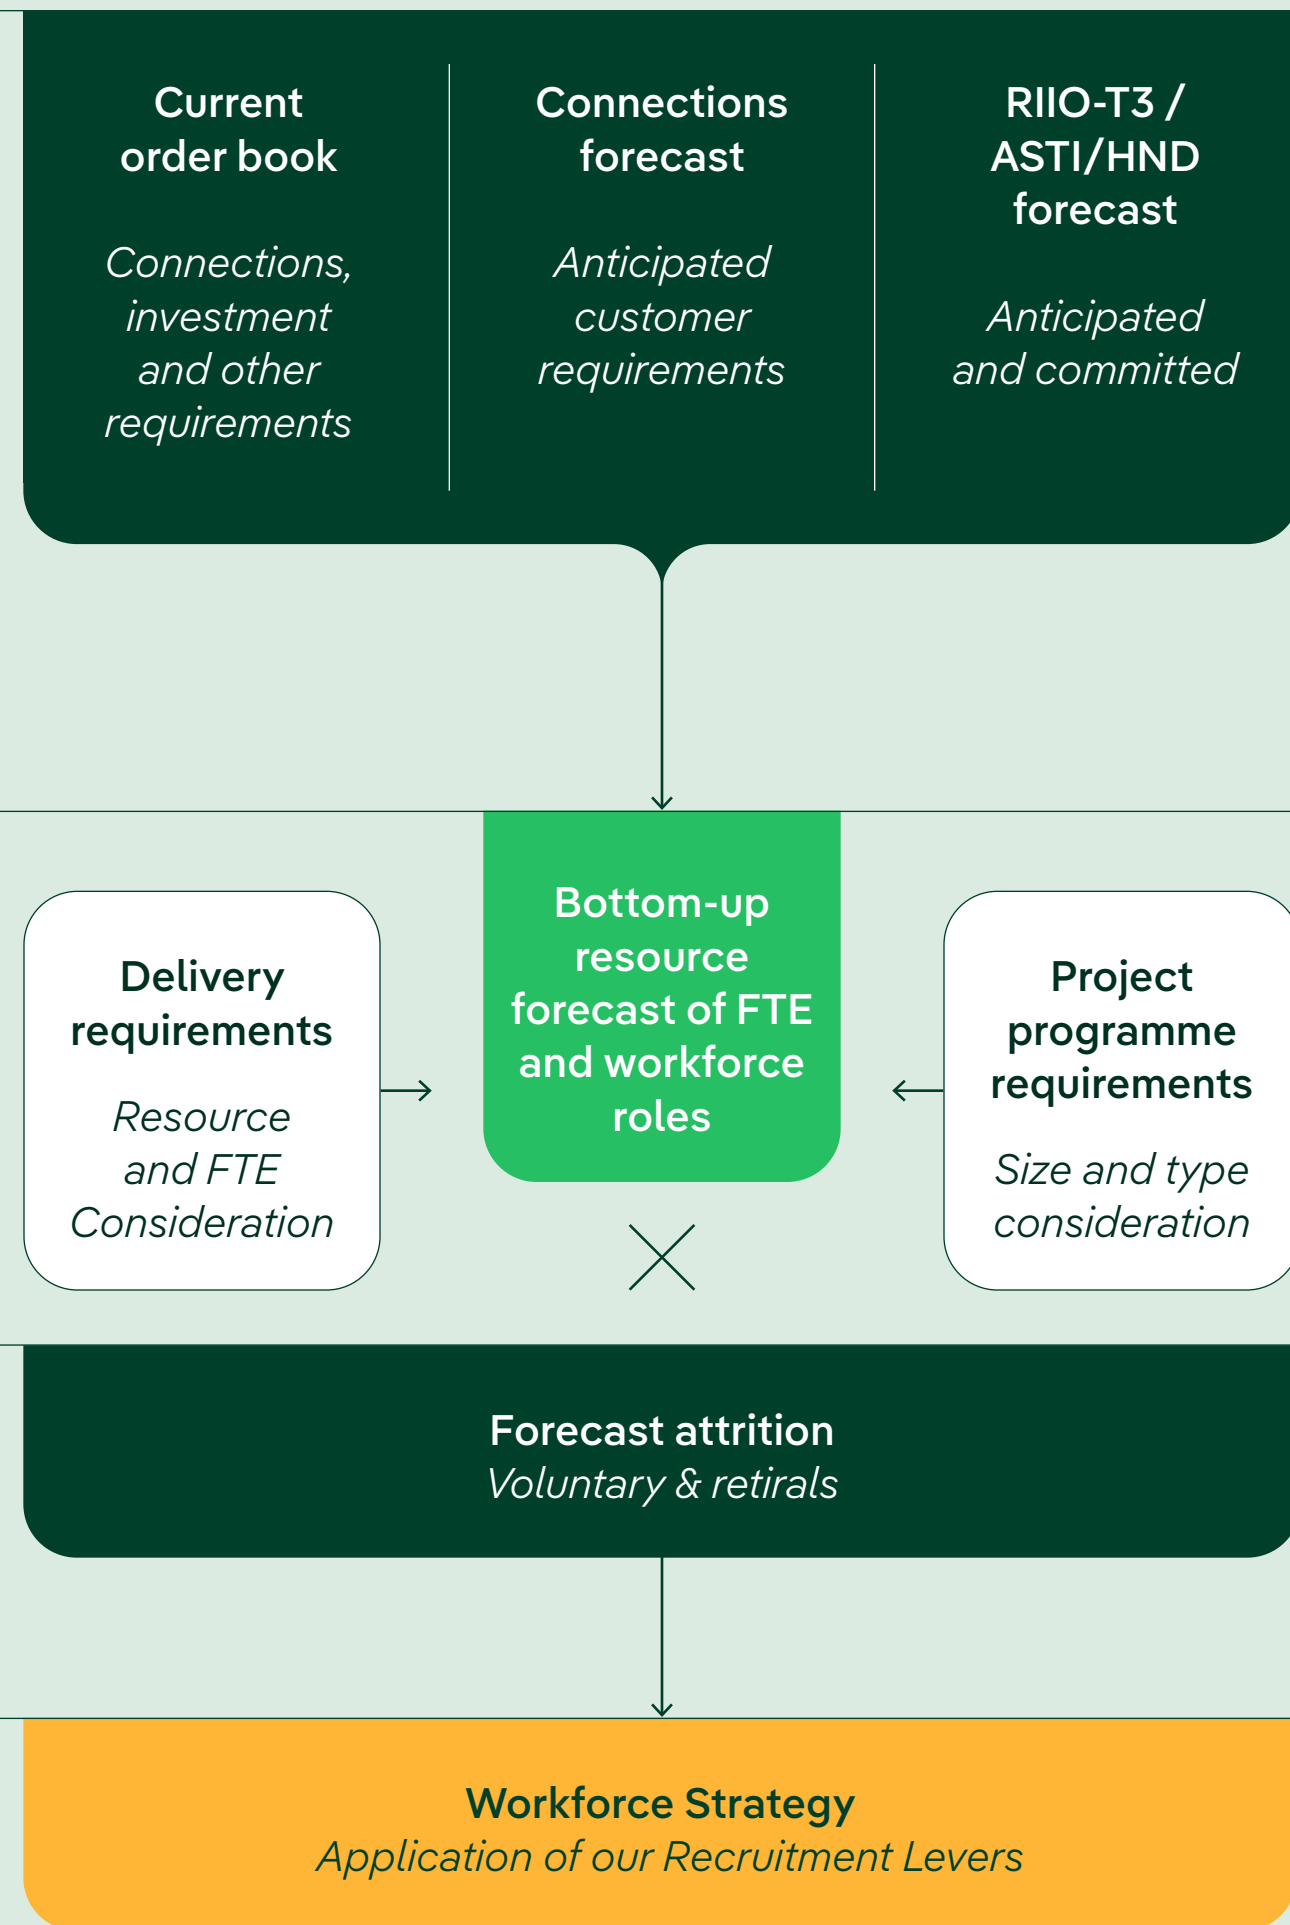 Current
order book
Connections,
investment
and other
requirements
Connections
forecast
Anticipated
customer
requirements
RIIO-T3 /
ASTI/HND
forecast
Anticipated
and committed
Delivery
requirements
Resource
and FTE
Consideration
Bottom-up
resource
forecast of FTE
and workforce
roles
Project
programme
requirements
Size and type
consideration
Forecast attrition
Voluntary & retirals
Workforce Strategy
Application of our Recruitment Levers